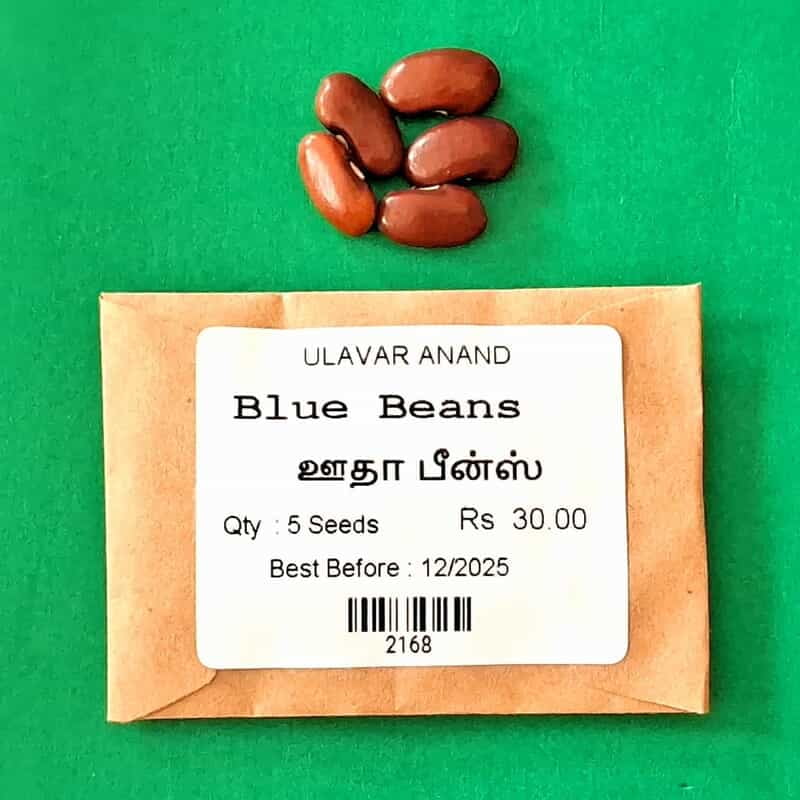 ULAVAR ANAND
Blue Beans
ஊதா பீன்ஸ்
Qty : 5 Seeds Rs 30.00
Best Before : 12/2025
2168